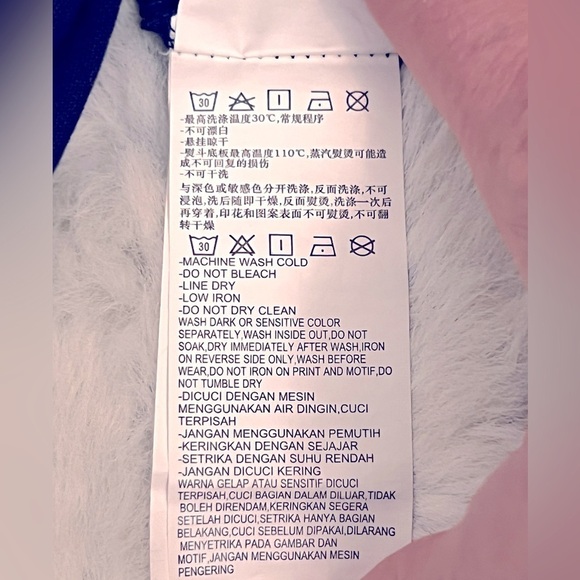 30
-最高洗涤温度30℃,常规程序
-不可漂白
-悬挂晾干
-熨斗底板最高温度110℃,蒸汽熨烫可能造
成不可回复的损伤
-不可干洗
与深色或敏感色分开洗涤,反面洗涤,不可
浸泡,洗后随即干燥,反面熨烫,洗涤一次后
再穿着,印花和图案表面不可熨烫,不可翻
转干燥
30
-MACHINE WASH COLD
-DO NOT BLEACH
-LINE DRY
-LOW IRON
-DO NOT DRY CLEAN
WASH DARK OR SENSITIVE COLOR
SEPARATELY,WASH INSIDE OUT,DO NOT
SOAK,DRY IMMEDIATELY AFTER WASH,IRON
ON REVERSE SIDE ONLY,WASH BEFORE
WEAR,DO NOT IRON ON PRINT AND MOTIF,DO
NOT TUMBLE DRY
-DICUCI DENGAN MESIN
MENGGUNAKAN AIR DINGIN,CUCI
TERPISAH
-JANGAN MENGGUNAKAN PEMUTIH
-KERINGKAN DENGAN SEJAJAR
-SETRIKA DENGAN SUHU RENDAH
-JANGAN DICUCI KERING
WARNA GELAP ATAU SENSITIF DICUCI
TERPISAH,CUCI BAGIAN DALAM DILUAR,TIDAK
BOLEH DIRENDAM,KERINGKAN SEGERA
SETELAH DICUCI,SETRIKA HANYA BAGIAN
BELAKANG,CUCI SEBELUM DIPAKAI,DILARANG
MENYETRIKA PADA GAMBAR DAN
MOTIF,JANGAN MENGGUNAKAN MESIN
PENGERING